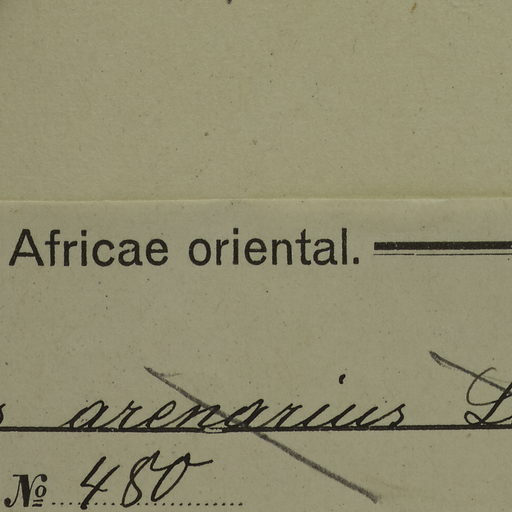 Africae oriental.
s arenarius L
№ 480